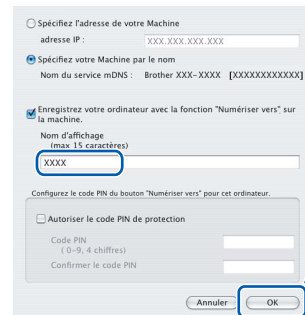 Spécifiez l'adresse de votre Machine
adresse IP : XXX.XXX.XXX.XXX
Spécifiez votre Machine par le nom
Nom du service mDNS : Brother XXX-XXXX [XXXXXXXXXXXX]
Enregistrez votre ordinateur avec la fonction "Numériser vers" sur
la machine.
Nom d'affichage
(max 15 caractères)
XXXX
Configurez le code PIN du bouton "Numériser vers" pour cet ordinateur.
Autoriser le code PIN de protection
Code PIN
( 0-9, 4 chiffres)
Confirmer le code PIN
Annuler OK